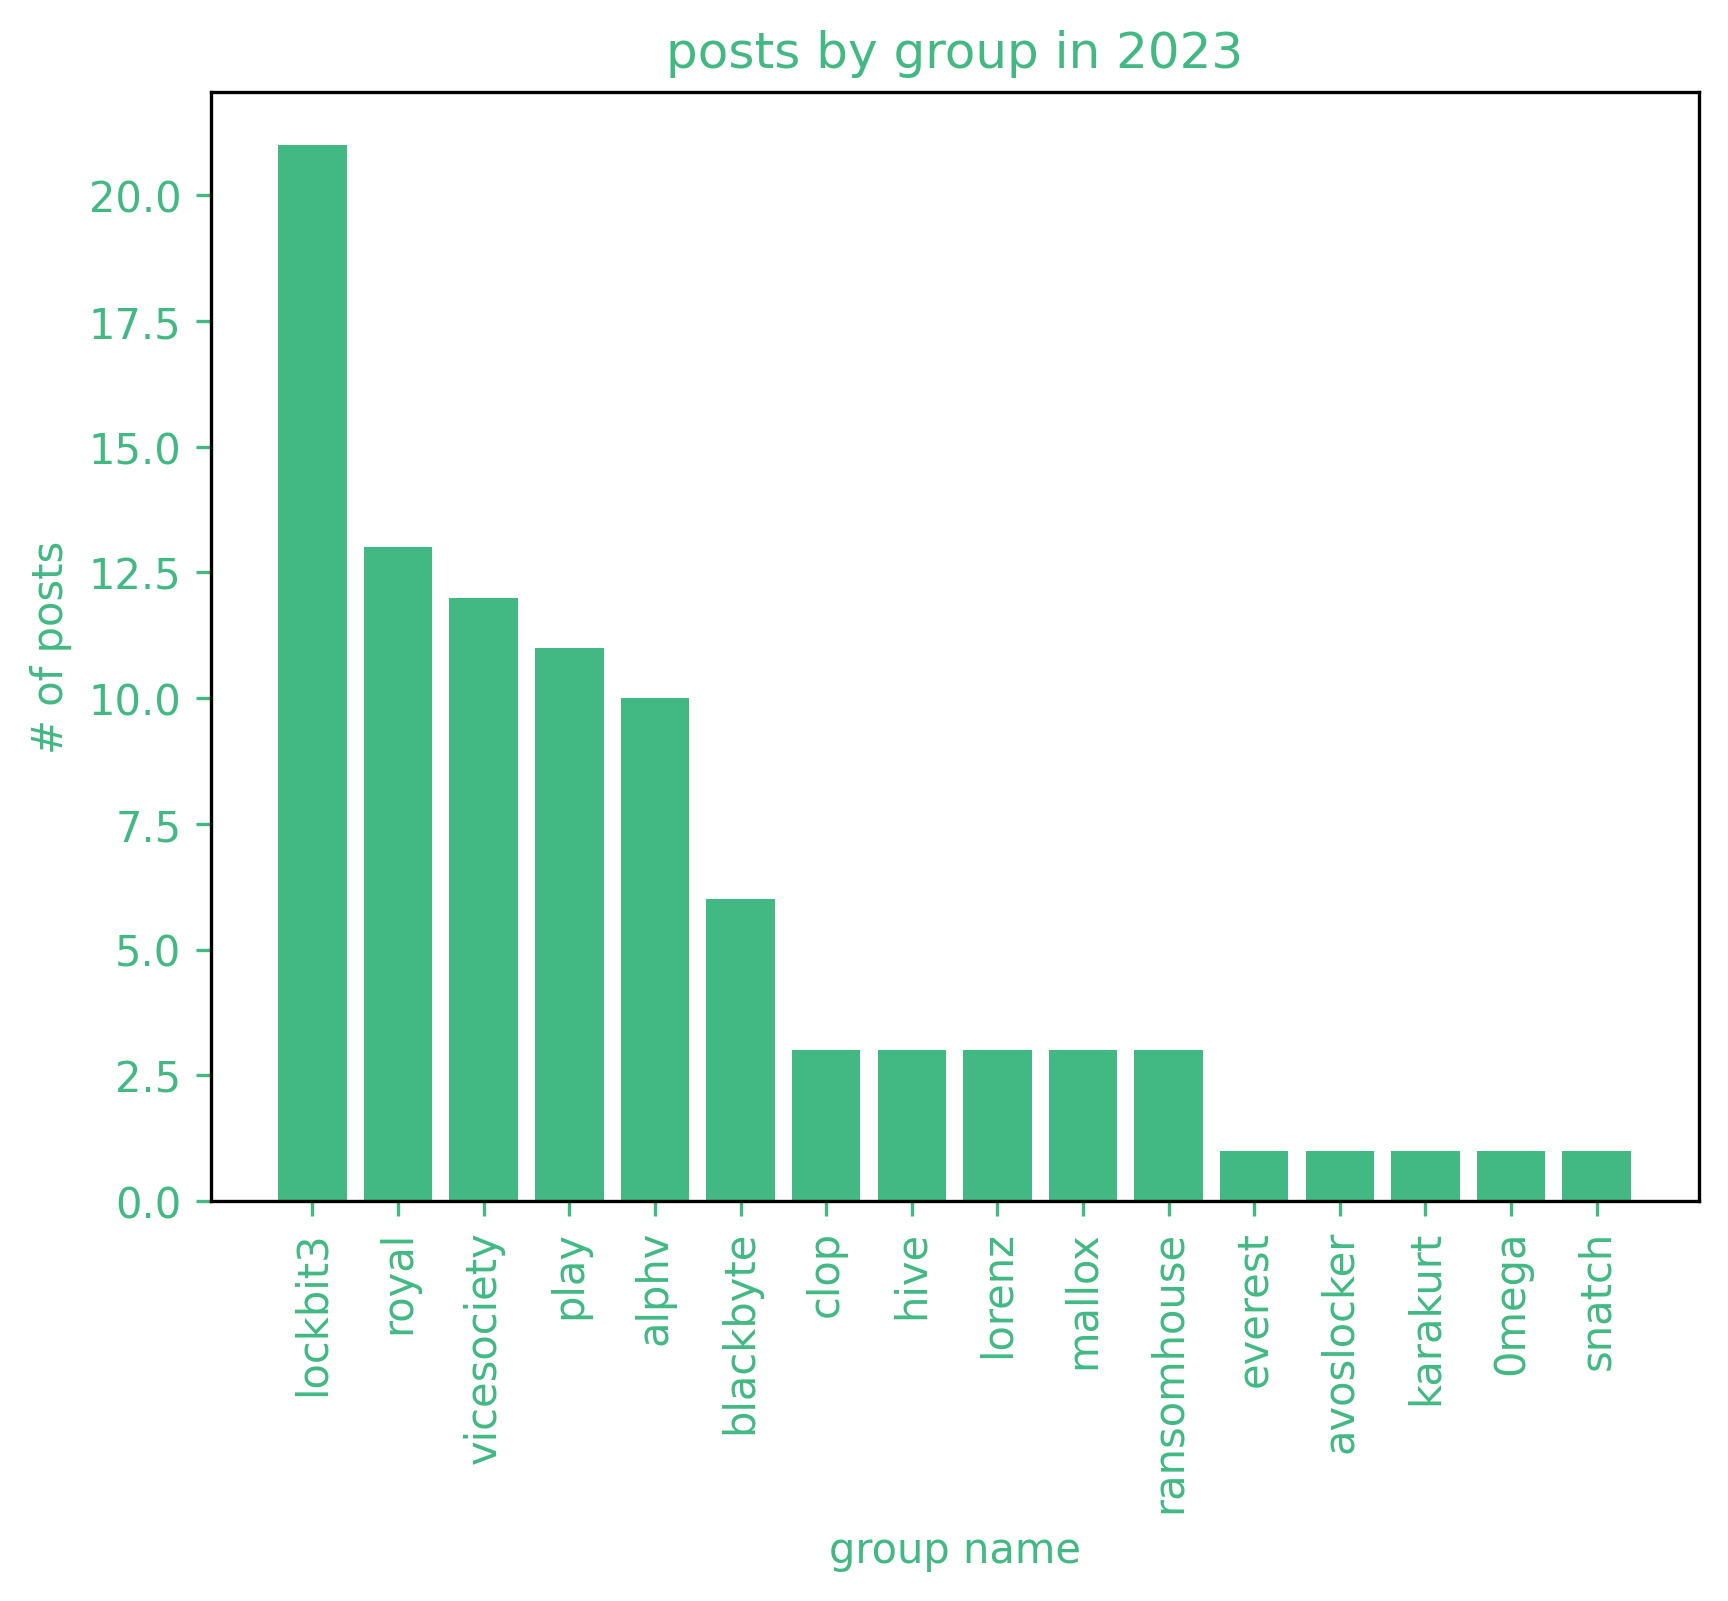 posts by group in 2023
# of posts
20.0
17.5
15.0
12.5
10.0
7.5
5.0
2.5
0.0
lockbit3
royal
vicesociety
play
alphv
blackbyte
clop
hive
lorenz
mallox
ransomhouse
everest
avoslocker
karakurt
0mega
snatch
group name